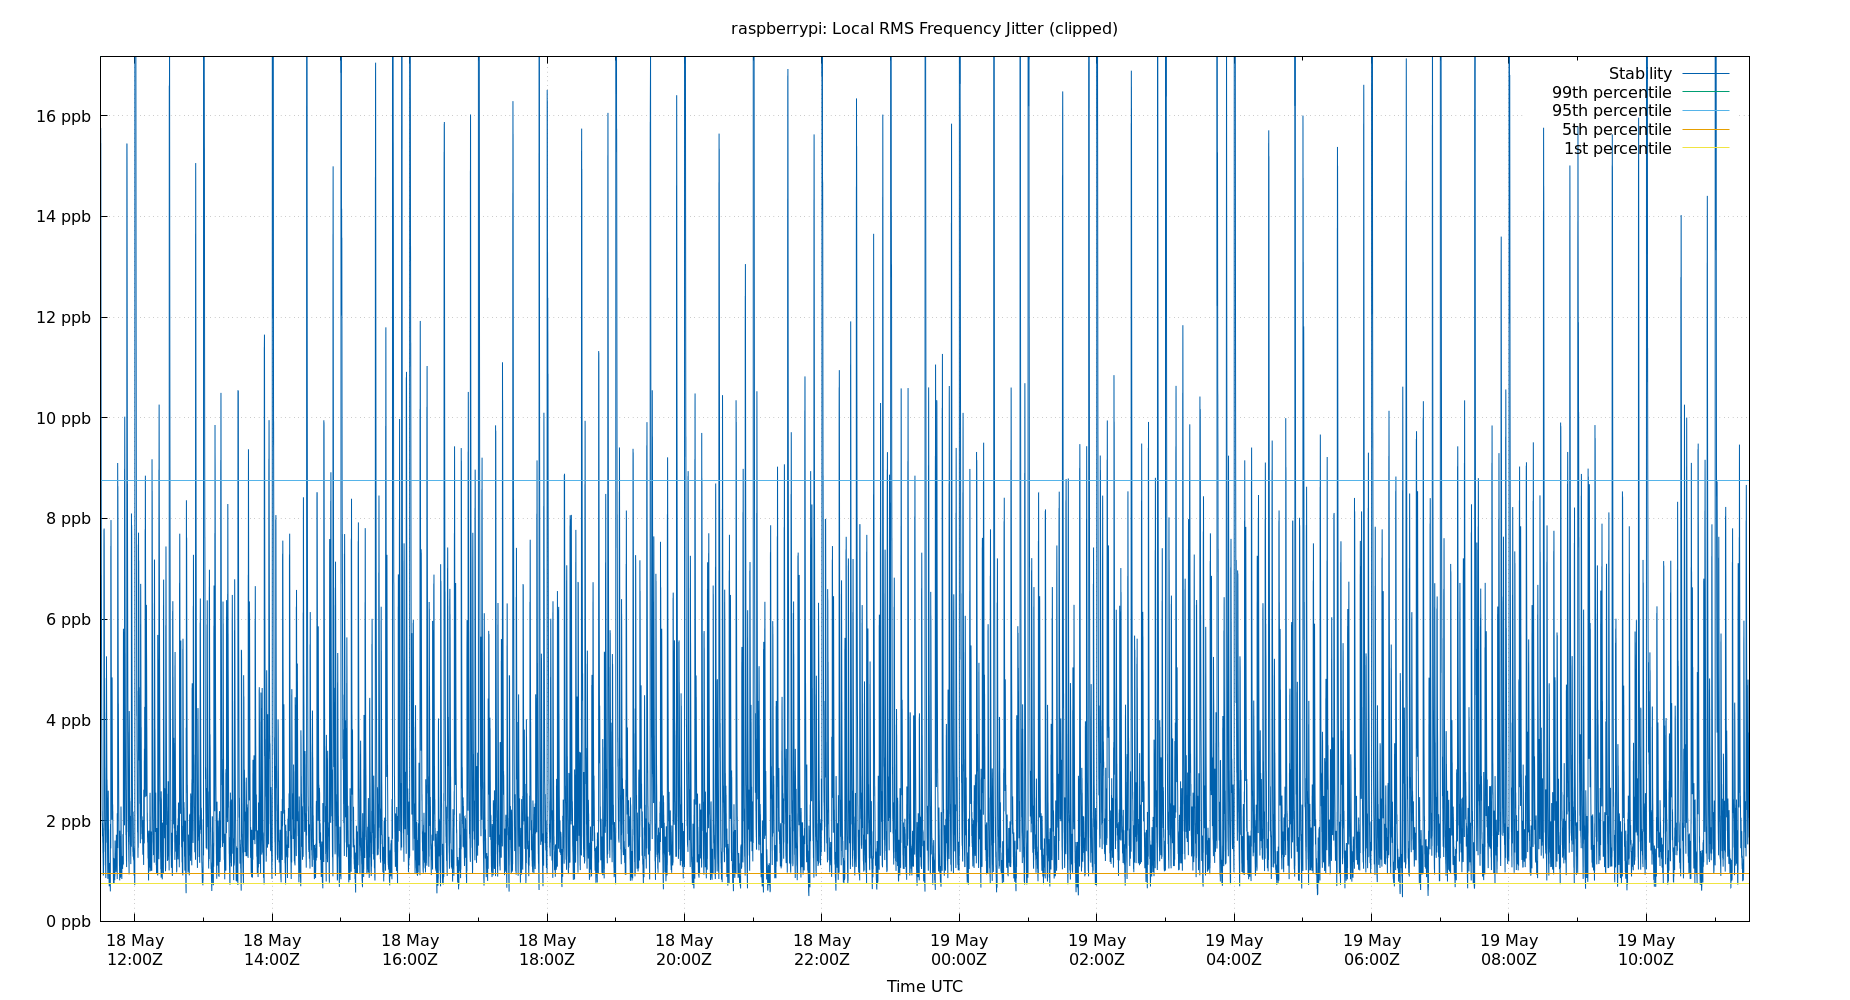 raspberrypi: Local RMS Frequency Jitter (clipped)
Stability
99th percentile
95th percentile
5th percentile
1st percentile
16 ppb
14 ppb
12 ppb
10 ppb
8 ppb
6 ppb
4 ppb
2 ppb
0 ppb
18 May 18 May 18 May 18 May 18 May 18 May 19 May 19 May 19 May 19 May 19 May 19 May
12:00Z 14:00Z 16:00Z 18:00Z 20:00Z 22:00Z 00:00Z 02:00Z 04:00Z 06:00Z 08:00Z 10:00Z
Time UTC